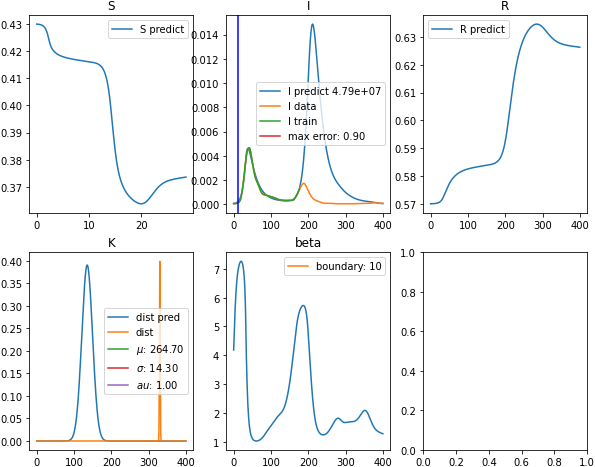 S
I
R
0.43
0.42
0.41
0.40
0.39
0.38
0.37
S predict
0 10 20
0.014
0.012
0.010
0.008
0.006
0.004
0.002
0.000
I predict 4.79e+07
I data
I train
max error: 0.90
0 100 200 300 400
0.63
0.62
0.61
0.60
0.59
0.58
0.57
R predict
0 100 200 300 400
K
beta
0.40
0.35
0.30
0.25
0.20
0.15
0.10
0.05
0.00
dist pred
dist
μ: 264.70
σ: 14.30
au: 1.00
0 100 200 300 400
7
6
5
4
3
2
1
boundary: 10
0 100 200 300 400
1.0
0.8
0.6
0.4
0.2
0.0
0.0 0.2 0.4 0.6 0.8 1.0